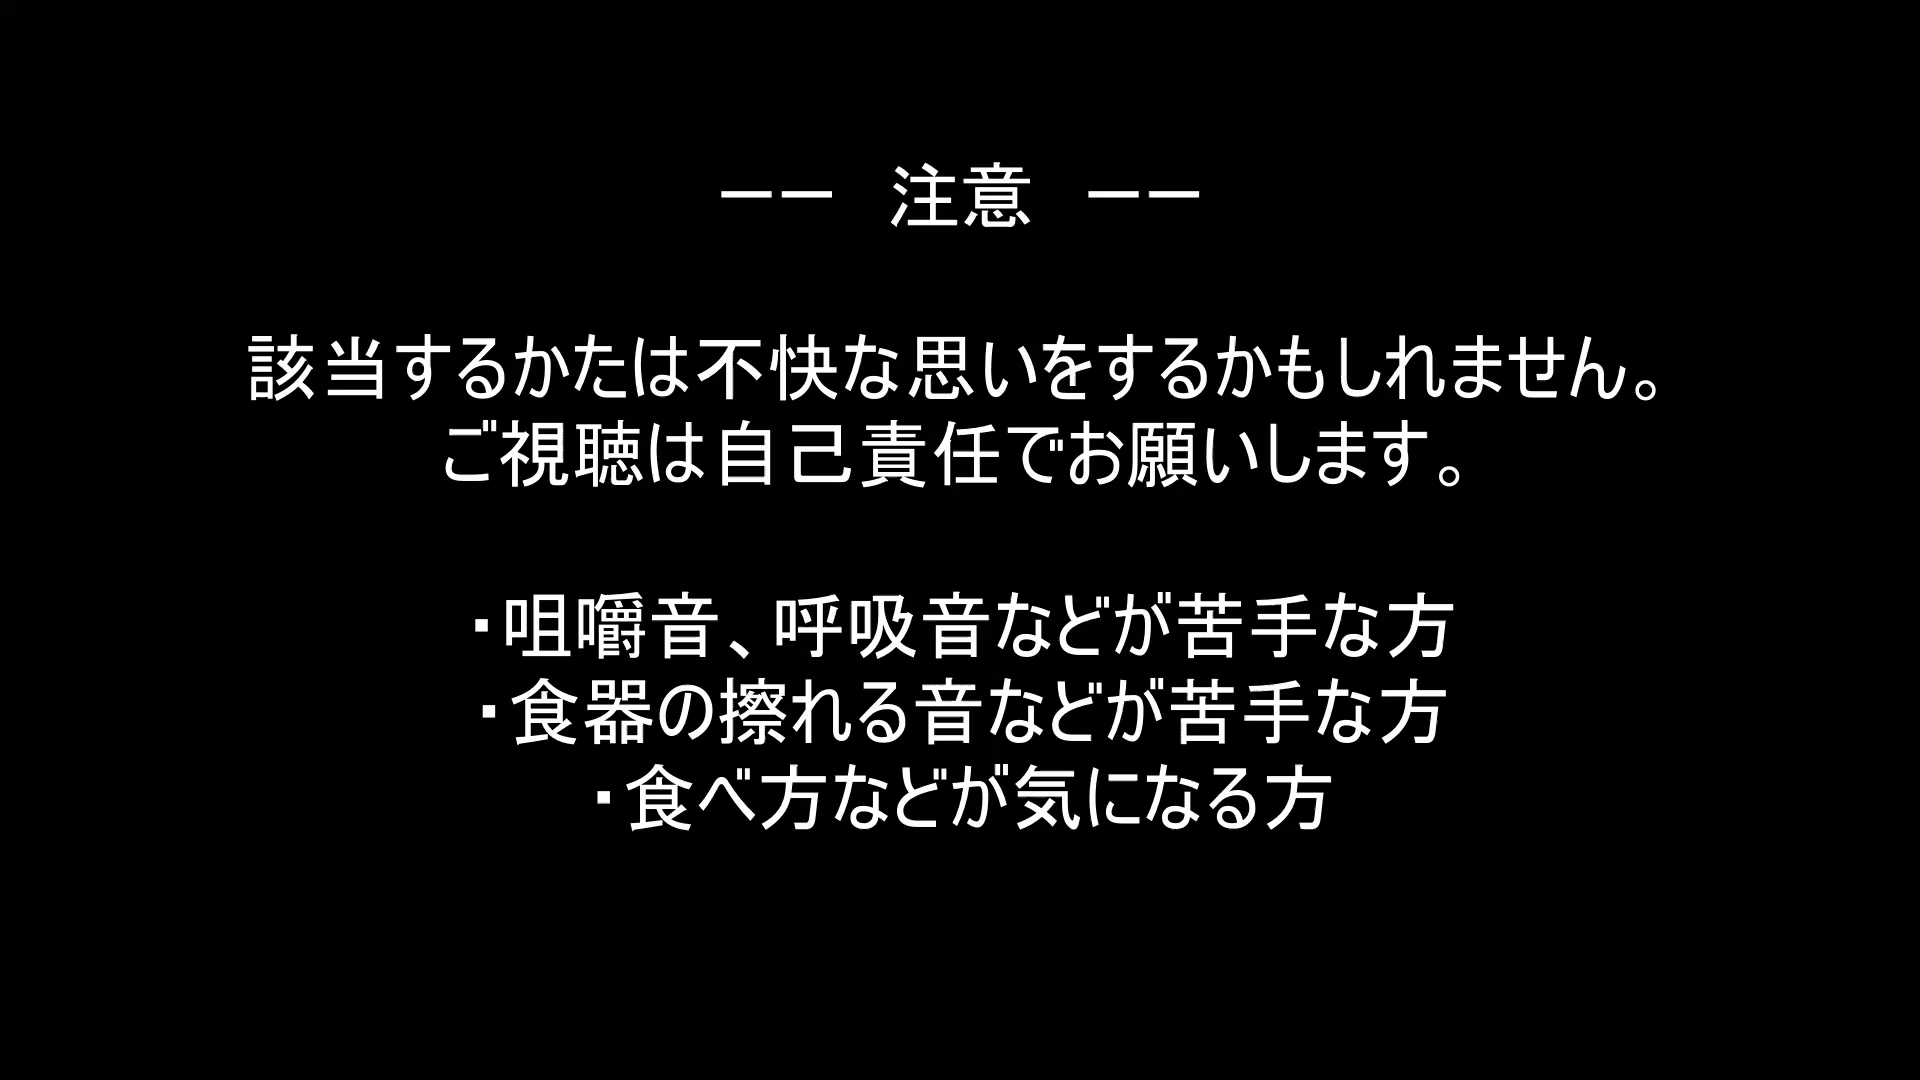 ーー　注意　ーー
該当するかたは不快な思いをするかもしれません。
ご視聴は自己責任でお願いします。
・咀嚼音、呼吸音などが苦手な方
・食器の擦れる音などが苦手な方
・食べ方などが気になる方